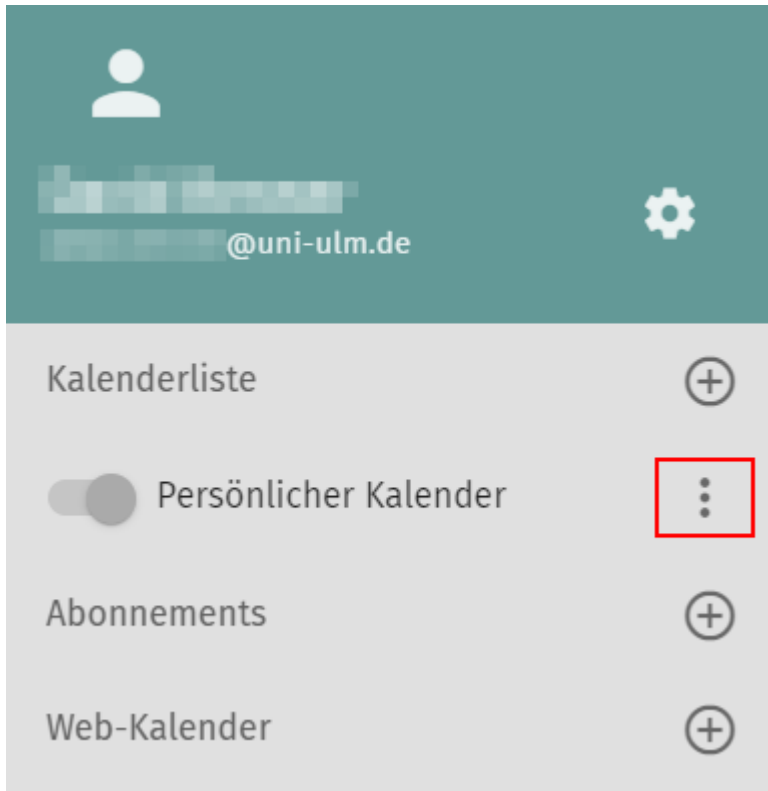 @uni-ulm.de
Kalenderliste
Persönlicher Kalender
Abonnements
Web-Kalender